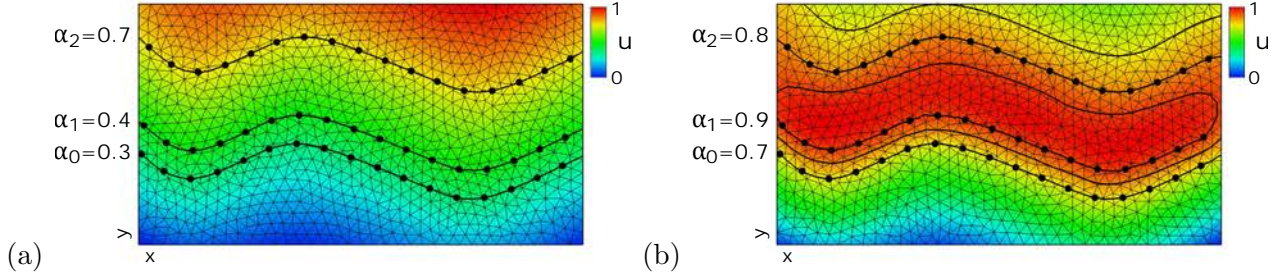 α₂=0.7
α₁=0.4
α₀=0.3
1
u
0
y
x
(a)
α₂=0.8
α₁=0.9
α₀=0.7
1
u
0
y
x
(b)